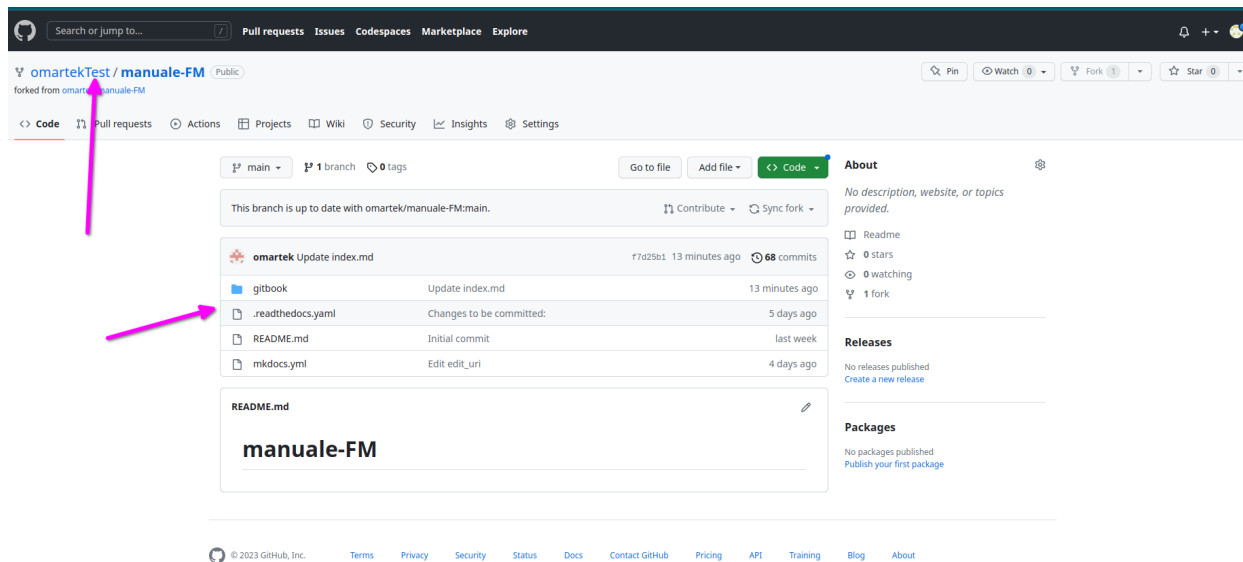 Search or jump to... / Pull requests Issues Codespaces Marketplace Explore
omartekTest / manuale-FM Public
Pin Watch 0 Fork 1 Star 0
forked from manuale-FM
Code Pull requests Actions Projects Wiki Security Insights Settings
main 1 branch 0 tags Go to file Add file Code
This branch is up to date with omartek/manuale-FM:main. Contribute Sync fork
omartek Update index.md f7d25b1 13 minutes ago 68 commits
gitbook Update index.md 13 minutes ago
.readthedocs.yaml Changes to be committed: 5 days ago
README.md Initial commit last week
mkdocs.yml Edit edit_uri 4 days ago
README.md
manuale-FM
About
No description, website, or topics
provided.
Readme
0 stars
0 watching
1 fork
Releases
No releases published
Create a new release
Packages
No packages published
Publish your first package
© 2023 GitHub, Inc. Terms Privacy Security Status Docs Contact GitHub Pricing API Training Blog About